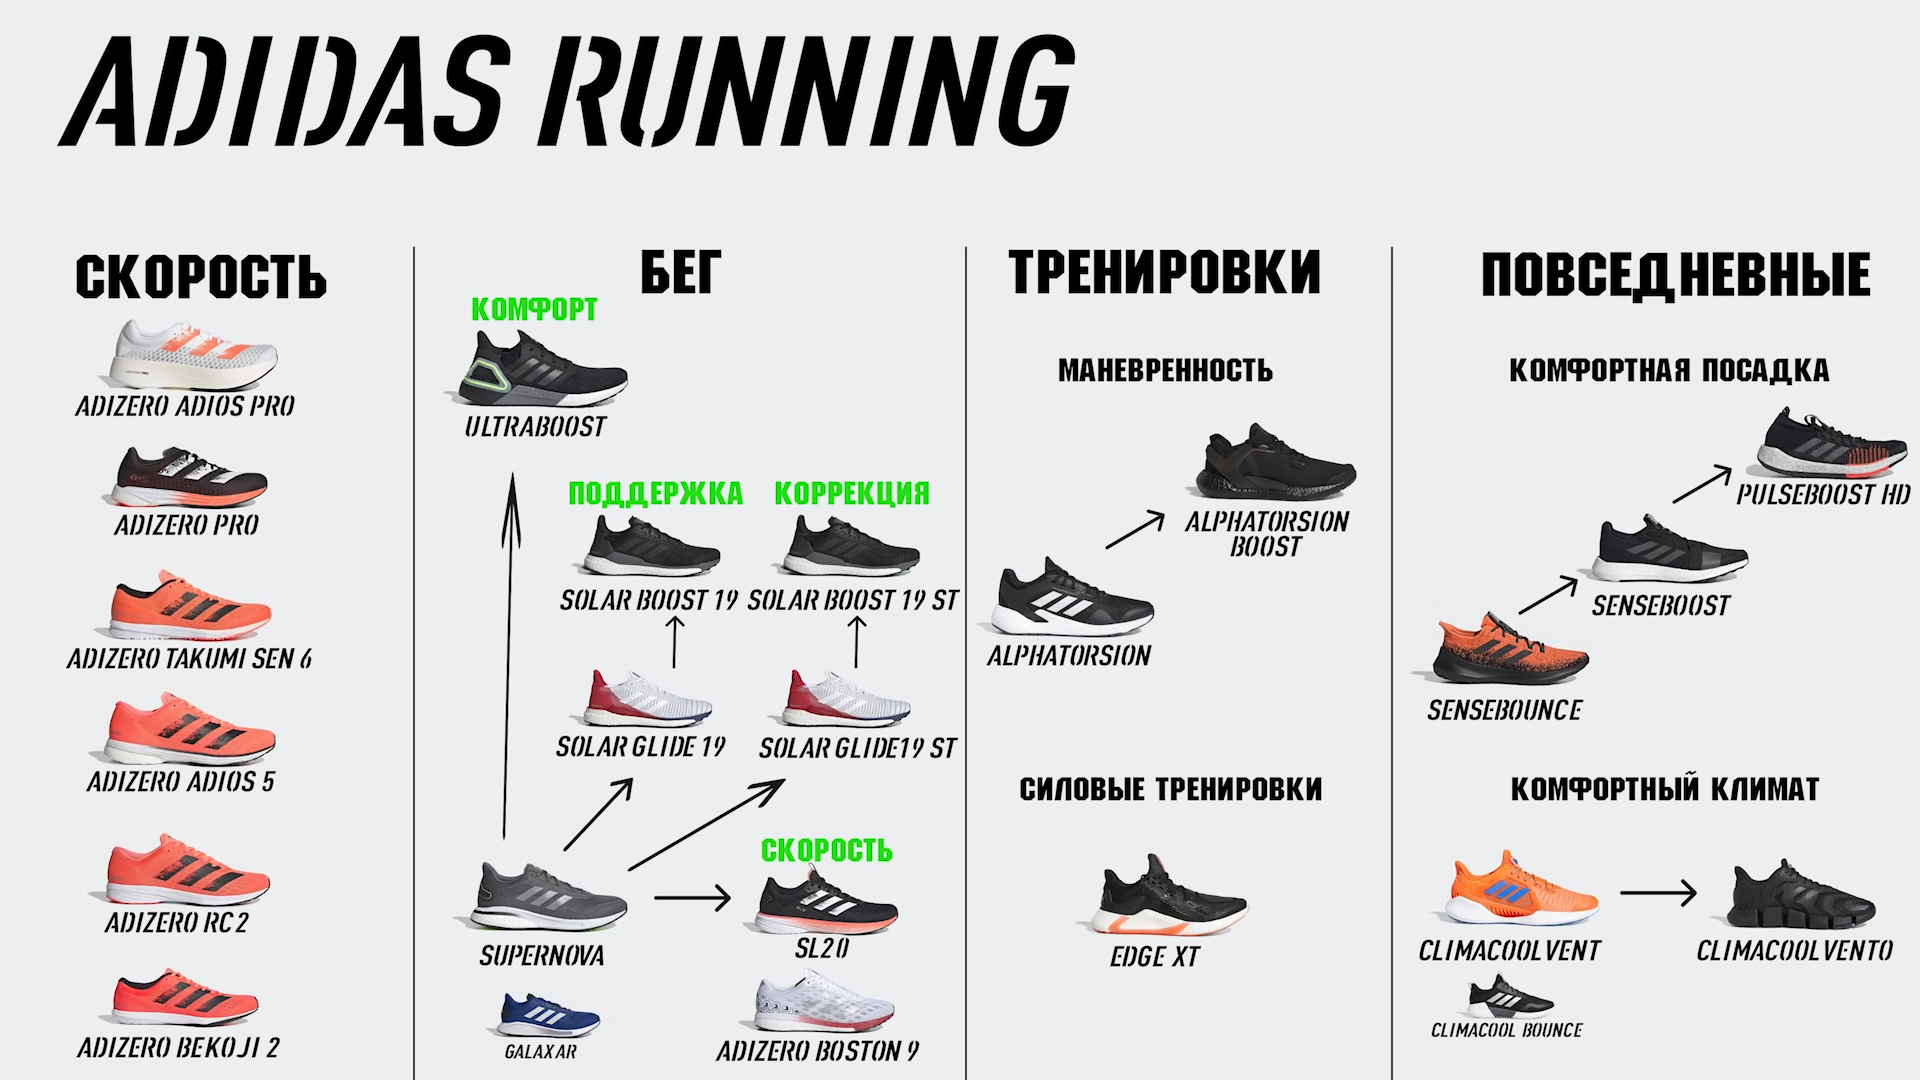 ADIDAS RUNNING
СКОРОСТЬ
ADIZERO ADIOS PRO
ADIZERO PRO
ADIZERO TAKUMI SEN 6
ADIZERO ADIOS 5
ADIZERO RC2
ADIZERO BEKOJI 2
БЕГ
КОМФОРТ
ULTRABOOST
ПОДДЕРЖКА
КОРРЕКЦИЯ
SOLAR BOOST 19
SOLAR BOOST 19 ST
SOLAR GLIDE 19
SOLAR GLIDE19 ST
СКОРОСТЬ
SUPERNOVA
SL20
GALAXAR
ADIZERO BOSTON 9
ТРЕНИРОВКИ
МАНЕВРЕННОСТЬ
ALPHATORSION
BOOST
ALPHATORSION
СИЛОВЫЕ ТРЕНИРОВКИ
EDGE XT
ПОВСЕДНЕВНЫЕ
КОМФОРТНАЯ ПОСАДКА
PULSEBOOST HD
SENSEBOOST
SENSEBOUNCE
КОМФОРТНЫЙ КЛИМАТ
CLIMACOOLVENT
CLIMACOOLVENTO
CLIMACOOL BOUNCE